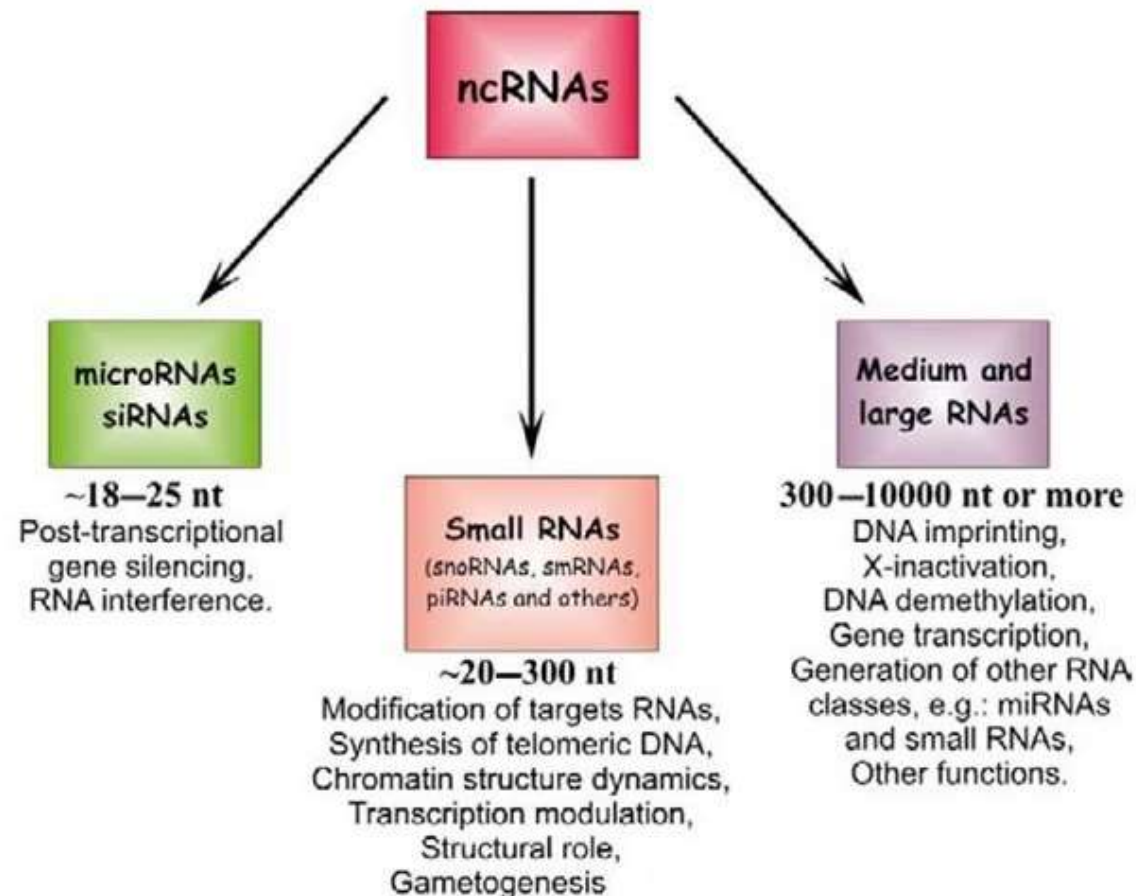 ncRNAs
microRNAs
siRNAs
~18–25 nt
Post-transcriptional
gene silencing,
RNA interference.
Small RNAs
(snoRNAs, smRNAs,
piRNAs and others)
~20–300 nt
Modification of targets RNAs,
Synthesis of telomeric DNA,
Chromatin structure dynamics,
Transcription modulation,
Structural role,
Gametogenesis
Medium and
large RNAs
300–10000 nt or more
DNA imprinting,
X-inactivation,
DNA demethylation,
Gene transcription,
Generation of other RNA
classes, e.g.: miRNAs
and small RNAs,
Other functions.